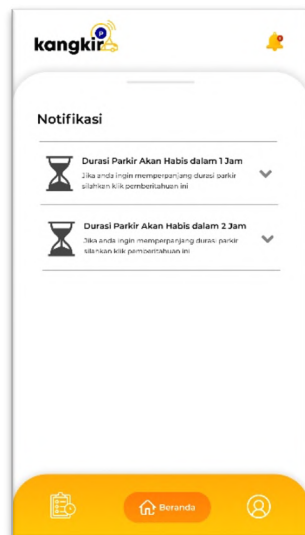 kangkir
P
Notifikasi
Durasi Parkir Akan Habis dalam 1 Jam
Jika anda ingin memperpanjang durasi parkir
silahkan klik pemberitahuan ini
Durasi Parkir Akan Habis dalam 2 Jam
Jika anda ingin memperpanjang durasi parkir
silahkan klik pemberitahuan ini
Beranda